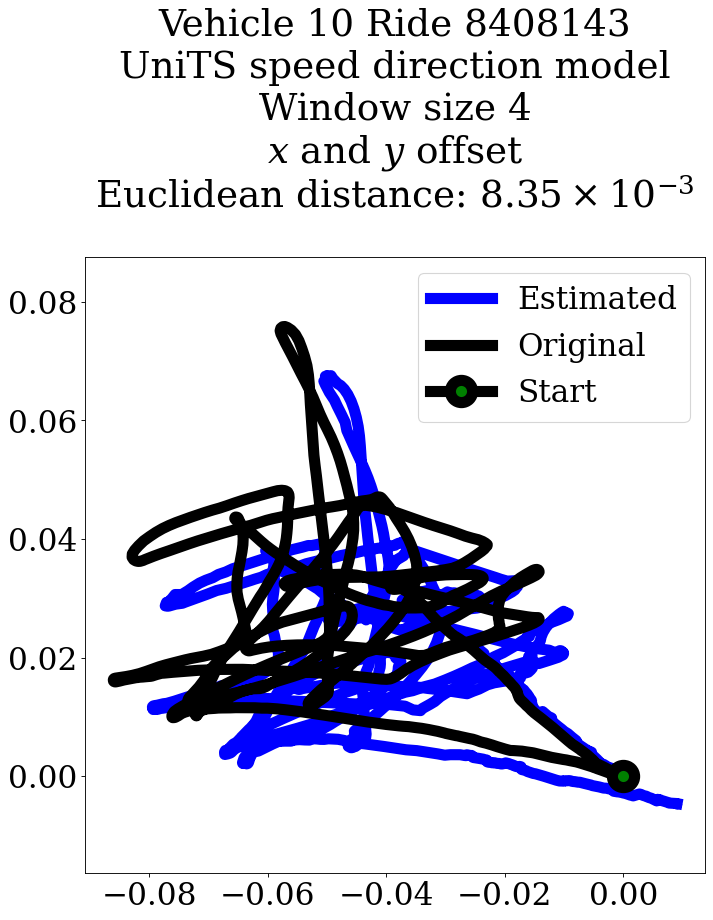 Vehicle 10 Ride 8408143
UniTS speed direction model
Window size 4
x and y offset
Euclidean distance: 8.35 × 10⁻³
Estimated
Original
Start
0.08
0.06
0.04
0.02
0.00
−0.08 −0.06 −0.04 −0.02 0.00